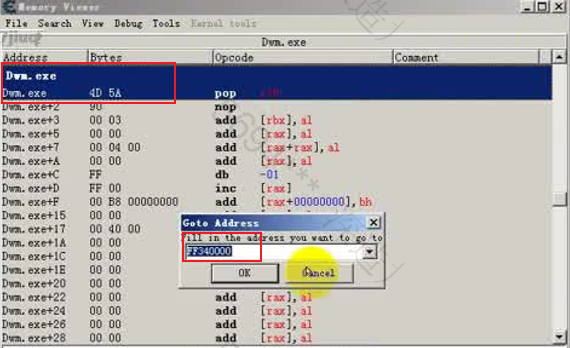 Memory Viewer
File Search View Debug Tools Kernel tools
Dwm.exe
Address Bytes Opcode Comment
Dwm.exe
Dwm.exe 4D 5A pop
Dwm.exe+2 90 nop
Dwm.exe+3 00 03 add [rbx],al
Dwm.exe+5 00 00 add [rax],al
Dwm.exe+7 00 04 00 add [rax+rax],al
Dwm.exe+A 00 00 add [rax],al
Dwm.exe+C FF db -01
Dwm.exe+D FF 00 inc [rax]
Dwm.exe+F 00 B8 00000000 add [rax+00000000],bh
Dwm.exe+15 00 00
Dwm.exe+17 00 40 00
Dwm.exe+1A 00 00
Dwm.exe+1C 00 00
Dwm.exe+1E 00 00
Dwm.exe+20 00 00
Dwm.exe+22 00 00 add [rax],al
Dwm.exe+24 00 00 add [rax],al
Dwm.exe+26 00 00 add [rax],al
Dwm.exe+28 00 00 add [rax],al
Goto Address
Fill in the address you want to go to
FF340000
OK Cancel